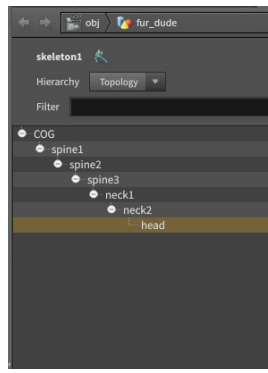 obj fur_dude
skeleton1
Hierarchy Topology
Filter
COG
spine1
spine2
spine3
neck1
neck2
head